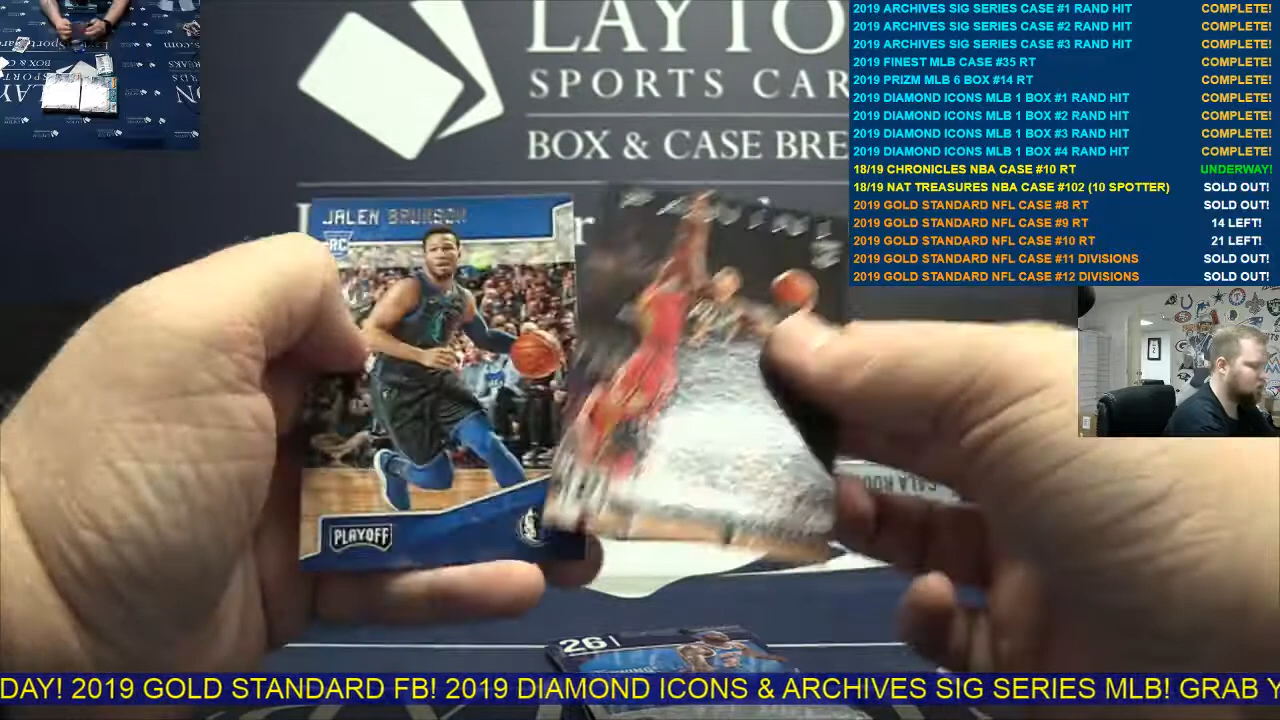 LAYTO
SPORTS CAR
BOX & CASE BRE
2019 ARCHIVES SIG SERIES CASE #1 RAND HIT COMPLETE!
2019 ARCHIVES SIG SERIES CASE #2 RAND HIT COMPLETE!
2019 ARCHIVES SIG SERIES CASE #3 RAND HIT COMPLETE!
2019 FINEST MLB CASE #35 RT COMPLETE!
2019 PRIZM MLB 6 BOX #14 RT COMPLETE!
2019 DIAMOND ICONS MLB 1 BOX #1 RAND HIT COMPLETE!
2019 DIAMOND ICONS MLB 1 BOX #2 RAND HIT COMPLETE!
2019 DIAMOND ICONS MLB 1 BOX #3 RAND HIT COMPLETE!
2019 DIAMOND ICONS MLB 1 BOX #4 RAND HIT COMPLETE!
18/19 CHRONICLES NBA CASE #10 RT UNDERWAY!
18/19 NAT TREASURES NBA CASE #102 (10 SPOTTER) SOLD OUT!
2019 GOLD STANDARD NFL CASE #8 RT SOLD OUT!
2019 GOLD STANDARD NFL CASE #9 RT 14 LEFT!
2019 GOLD STANDARD NFL CASE #10 RT 21 LEFT!
2019 GOLD STANDARD NFL CASE #11 DIVISIONS SOLD OUT!
2019 GOLD STANDARD NFL CASE #12 DIVISIONS SOLD OUT!
JALEN BRUNSON
RC
PLAYOFF
26
DAY! 2019 GOLD STANDARD FB! 2019 DIAMOND ICONS & ARCHIVES SIG SERIES MLB! GRAB Y